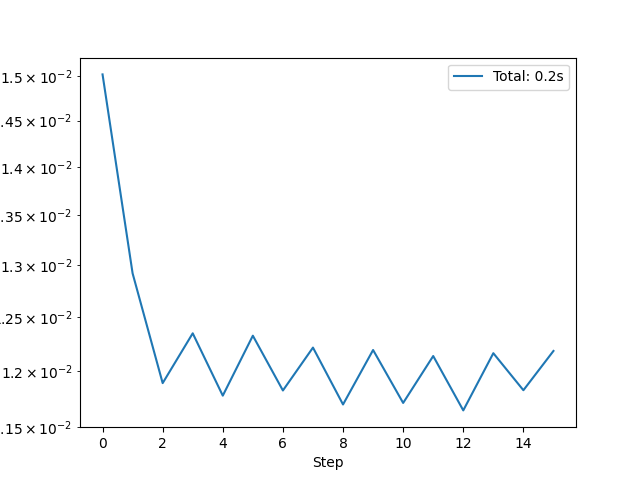 Total: 0.2s
1.5 × 10⁻²
.45 × 10⁻²
1.4 × 10⁻²
.35 × 10⁻²
1.3 × 10⁻²
.25 × 10⁻²
1.2 × 10⁻²
.15 × 10⁻²
0 2 4 6 8 10 12 14
Step